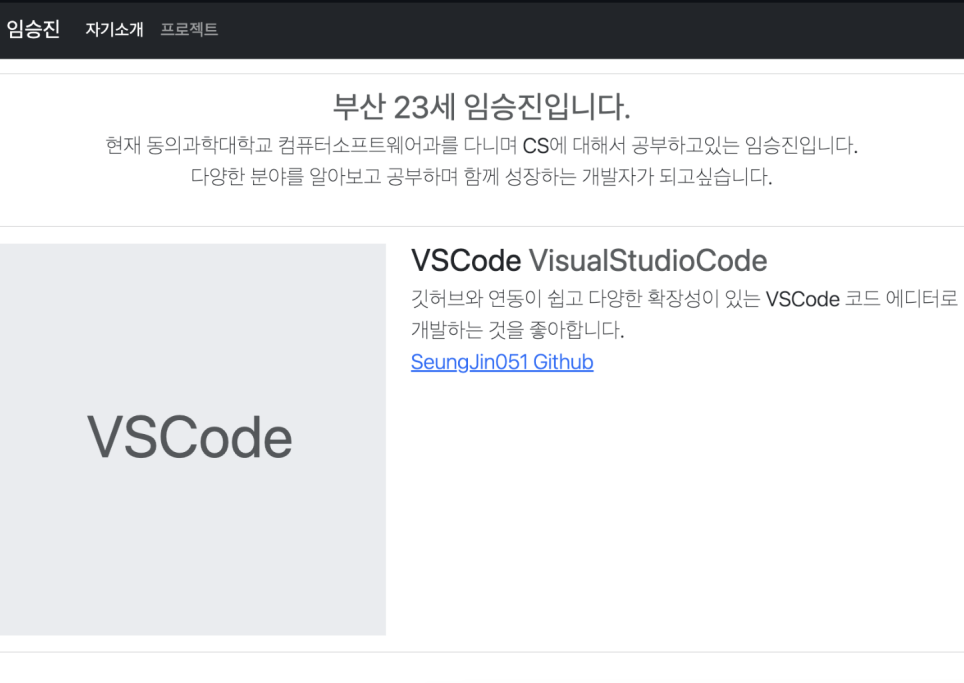 임승진 자기소개 프로젝트
부산 23세 임승진입니다.
현재 동의과학대학교 컴퓨터소프트웨어과를 다니며 CS에 대해서 공부하고있는 임승진입니다.
다양한 분야를 알아보고 공부하며 함께 성장하는 개발자가 되고싶습니다.
VSCode
VSCode VisualStudioCode
깃허브와 연동이 쉽고 다양한 확장성이 있는 VSCode 코드 에디터로
개발하는 것을 좋아합니다.
SeungJin051 Github